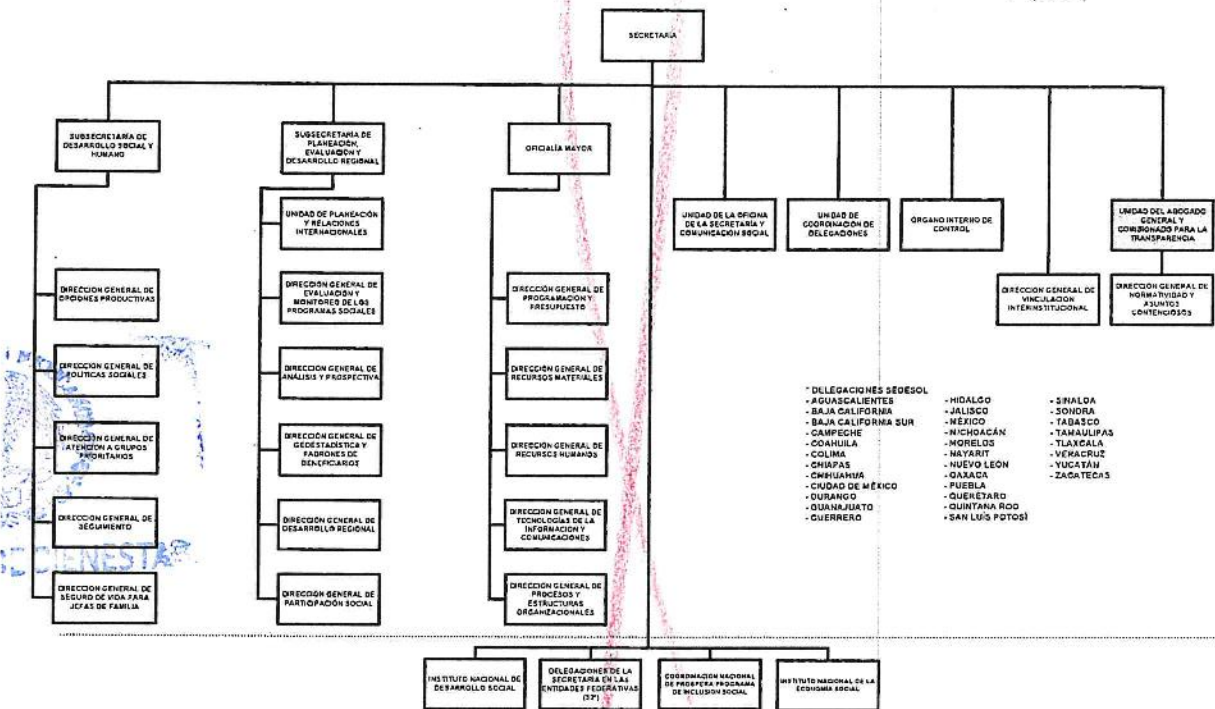 SECRETARÍA
SUBSECRETARÍA DE
DESARROLLO SOCIAL Y
HUMANO
SUBSECRETARÍA DE
PLANEACIÓN,
EVALUACIÓN Y
DESARROLLO REGIONAL
OFICIALÍA MAYOR
UNIDAD DE PLANEACIÓN
Y RELACIONES
INTERNACIONALES
UNIDAD DE LA OFICINA
DE LA SECRETARÍA Y
COMUNICACIÓN SOCIAL
UNIDAD DE
COORDINACIÓN DE
DELEGACIONES
ÓRGANO INTERNO DE
CONTROL
UNIDAD DEL ABOGADO
GENERAL Y
COMISIONADO PARA LA
TRANSPARENCIA
DIRECCIÓN GENERAL DE
OPCIONES PRODUCTIVAS
DIRECCIÓN GENERAL DE
EVALUACIÓN Y
MONITOREO DE LOS
PROGRAMAS SOCIALES
DIRECCIÓN GENERAL DE
PROGRAMACIÓN Y
PRESUPUESTO
DIRECCIÓN GENERAL DE
VINCULACIÓN
INTERINSTITUCIONAL
DIRECCIÓN GENERAL DE
NORMATIVIDAD Y
ASUNTOS
CONTENCIOSOS
DIRECCIÓN GENERAL DE
POLÍTICAS SOCIALES
DIRECCIÓN GENERAL DE
ANÁLISIS Y PROSPECTIVA
DIRECCIÓN GENERAL DE
RECURSOS MATERIALES
DIRECCIÓN GENERAL DE
ATENCIÓN A GRUPOS
PRIORITARIOS
DIRECCIÓN GENERAL DE
GEOESTADÍSTICA Y
PADRONES DE
BENEFICIARIOS
DIRECCIÓN GENERAL DE
RECURSOS HUMANOS
DIRECCIÓN GENERAL DE
SEGUIMIENTO
DIRECCIÓN GENERAL DE
DESARROLLO REGIONAL
DIRECCIÓN GENERAL DE
TECNOLOGÍAS DE LA
INFORMACIÓN Y
COMUNICACIONES
DIRECCIÓN GENERAL DE
SEGURO DE VIDA PARA
JEFAS DE FAMILIA
DIRECCIÓN GENERAL DE
PARTICIPACIÓN SOCIAL
DIRECCIÓN GENERAL DE
PROCESOS Y
ESTRUCTURAS
ORGANIZACIONALES
* DELEGACIONES SEDESOL
- AGUASCALIENTES
- BAJA CALIFORNIA
- BAJA CALIFORNIA SUR
- CAMPECHE
- COAHUILA
- COLIMA
- CHIAPAS
- CHIHUAHUA
- CIUDAD DE MÉXICO
- DURANGO
- GUANAJUATO
- GUERRERO
- HIDALGO
- JALISCO
- MÉXICO
- MICHOACÁN
- MORELOS
- NAYARIT
- NUEVO LEÓN
- OAXACA
- PUEBLA
- QUERÉTARO
- QUINTANA ROO
- SAN LUÍS POTOSÍ
- SINALOA
- SONORA
- TABASCO
- TAMAULIPAS
- TLAXCALA
- VERACRUZ
- YUCATÁN
- ZACATECAS
BIENESTAR
INSTITUTO NACIONAL DE
DESARROLLO SOCIAL
DELEGACIONES DE LA
SECRETARÍA EN LAS
ENTIDADES FEDERATIVAS
(32*)
COORDINACIÓN NACIONAL
DE PROSPERA PROGRAMA
DE INCLUSIÓN SOCIAL
INSTITUTO NACIONAL DE LA
ECONOMÍA SOCIAL